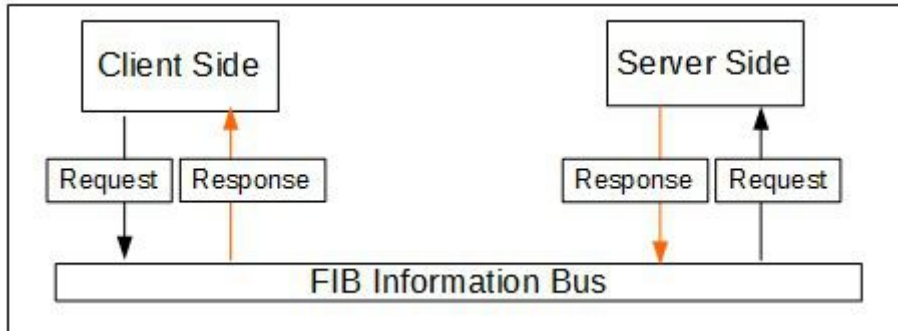 Client Side
Server Side
Request
Response
Response
Request
FIB Information Bus